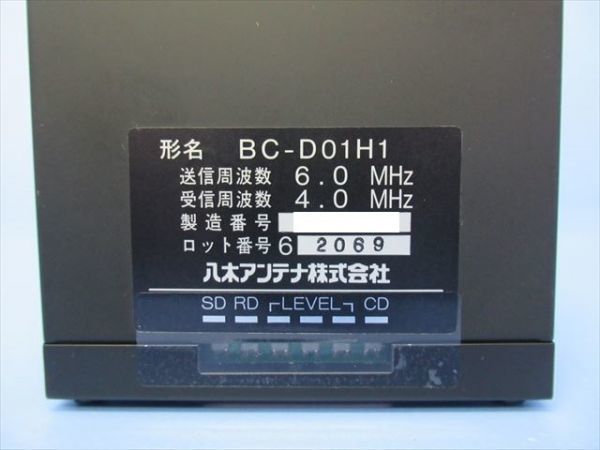 形名 BC-D01H1
送信周波数 6.0 MHz
受信周波数 4.0 MHz
製造番号
ロット番号 6 2069
八木アンテナ株式会社
SD RD ┌LEVEL┐ CD